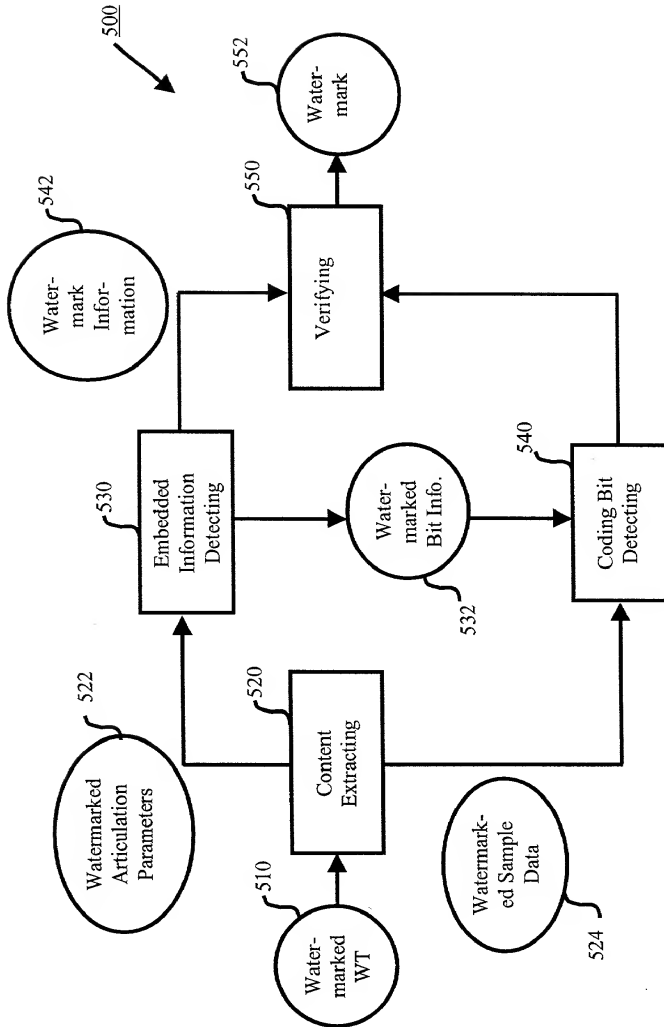 500
510
Water-
marked
WT
520
Content
Extracting
522
Watermarked
Articulation
Parameters
Watermark-
ed Sample
Data
524
530
Embedded
Information
Detecting
Water-
marked
Bit Info.
532
540
Coding Bit
Detecting
542
Water-
mark
Infor-
mation
550
Verifying
552
Water-
mark